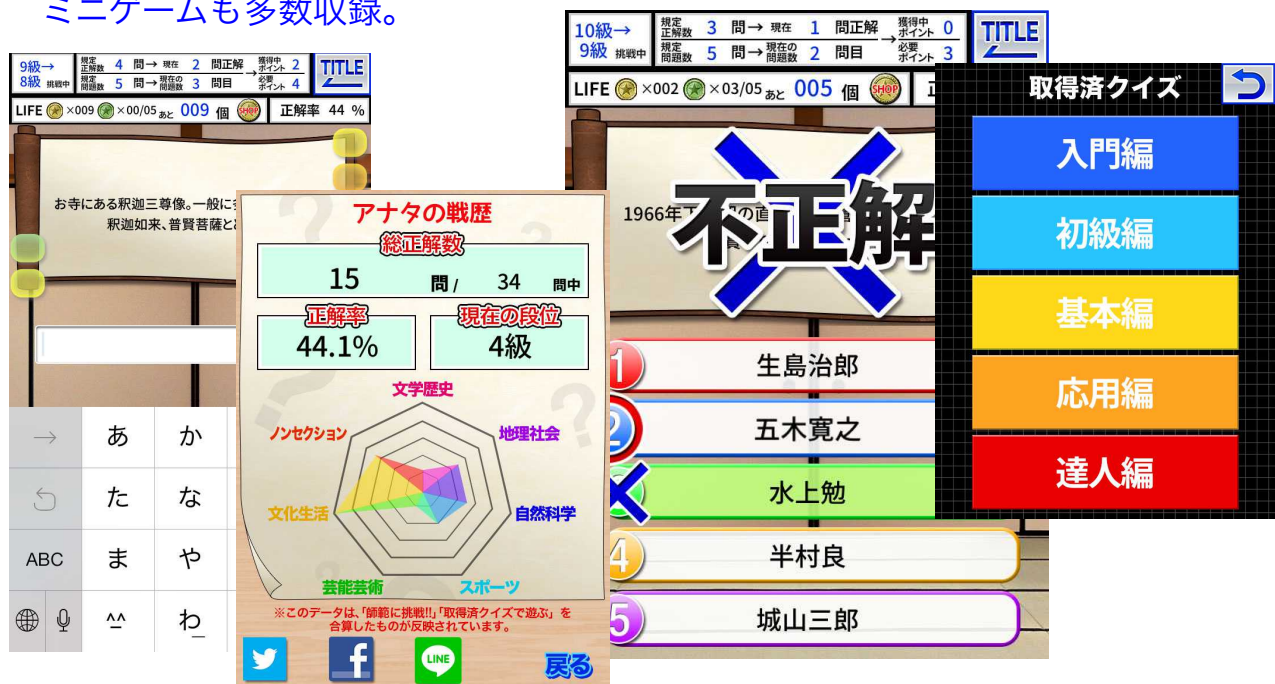 ミニゲームも多数収録。
9級→
8級 挑戦中
規定正解数 4 問→ 現在 2 問正解
規定問題数 5 問→ 現在の問題数 3 問目
→
獲得中ポイント 2
必要ポイント 4
TITLE
LIFE ×009 ×00/05 あと 009 個 SHOP 正解率 44 %
お寺にある釈迦三尊像。一般に
釈迦如来、普賢菩薩と
→ あ か
た な
ABC ま や
^^ わ
アナタの戦歴
総正解数
15 問/ 34 問中
正解率
44.1%
現在の段位
4級
文学歴史
ノンセクション
地理社会
文化生活
自然科学
芸能芸術
スポーツ
※このデータは、「師範に挑戦!!」「取得済クイズで遊ぶ」を
合算したものが反映されています。
LINE
戻る
10級→
9級 挑戦中
規定正解数 3 問→ 現在 1 問正解
規定問題数 5 問→ 現在の問題数 2 問目
→
獲得中ポイント 0
必要ポイント 3
TITLE
LIFE ×002 ×03/05 あと 005 個 SHOP
1966年
の直
不正解
1 生島治郎
2 五木寛之
水上勉
4 半村良
5 城山三郎
取得済クイズ
入門編
初級編
基本編
応用編
達人編